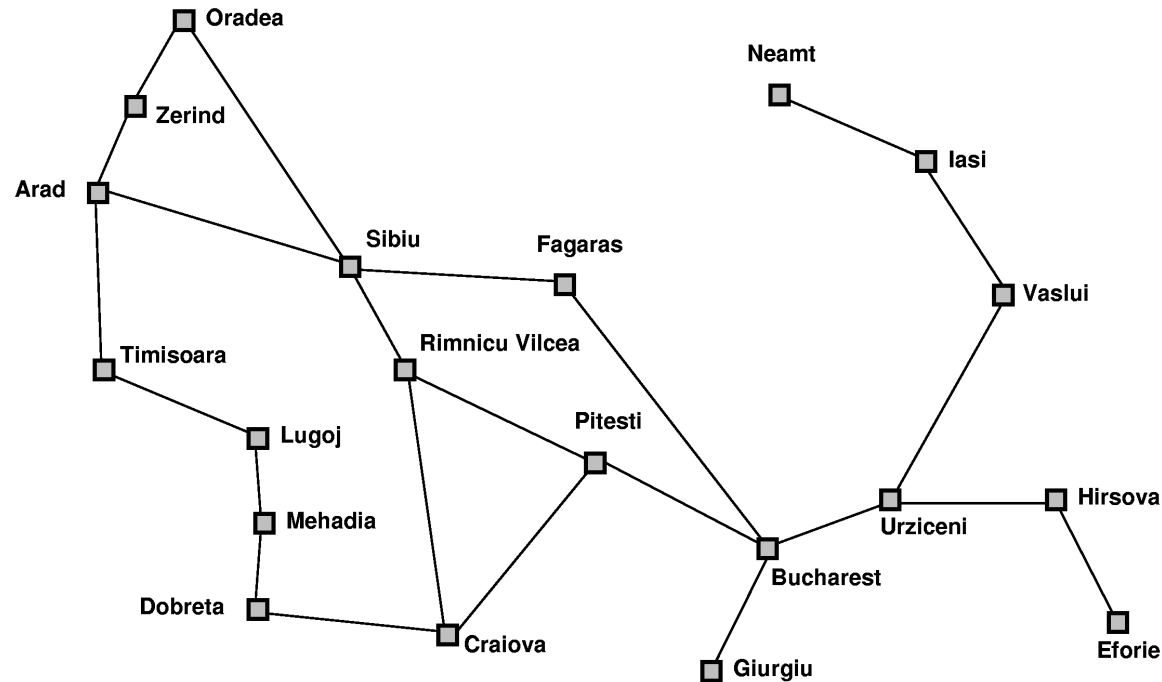 Oradea
Neamt
Zerind
Iasi
Arad
Sibiu
Fagaras
Vaslui
Rimnicu Vilcea
Timisoara
Pitesti
Lugoj
Hirsova
Mehadia
Urziceni
Bucharest
Dobreta
Craiova
Eforie
Giurgiu